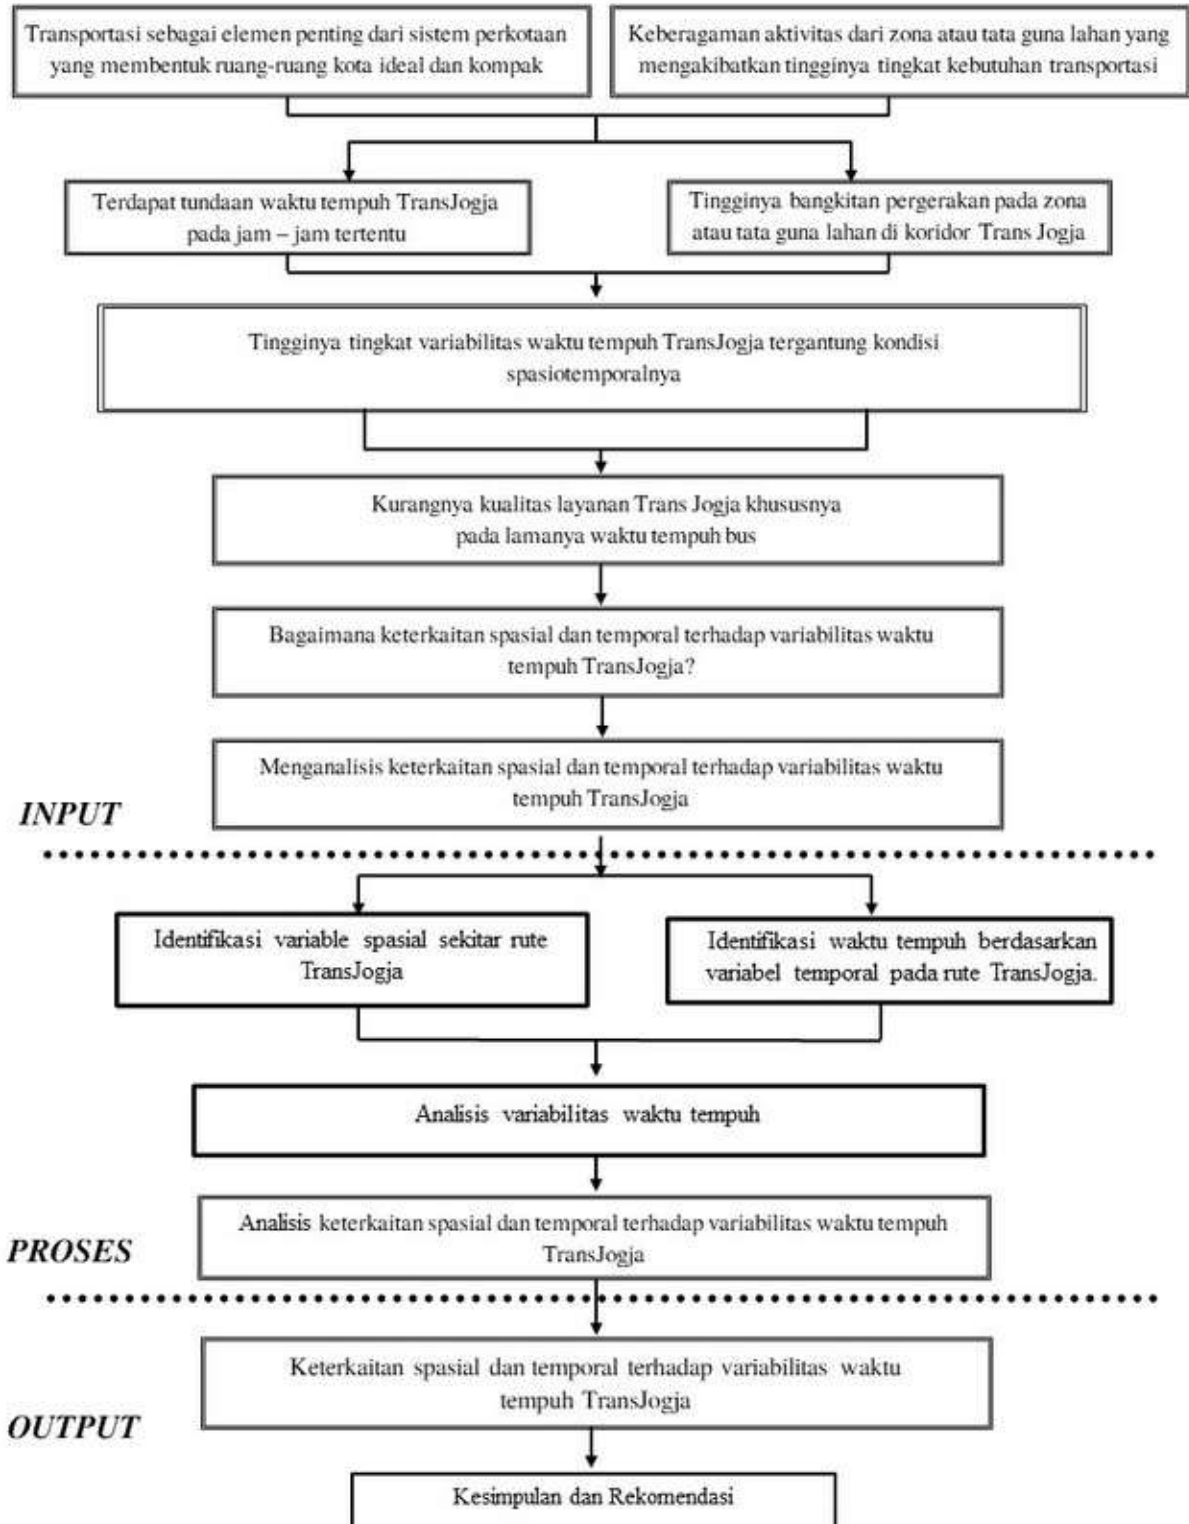 Transportasi sebagai elemen penting dari sistem perkotaan
yang membentuk ruang-ruang kota ideal dan kompak
Keberagaman aktivitas dari zona atau tata guna lahan yang
mengakibatkan tingginya tingkat kebutuhan transportasi
Terdapat tundaan waktu tempuh TransJogja
pada jam – jam tertentu
Tingginya bangkitan pergerakan pada zona
atau tata guna lahan di koridor Trans Jogja
Tingginya tingkat variabilitas waktu tempuh TransJogja tergantung kondisi
spasiotemporalnya
Kurangnya kualitas layanan Trans Jogja khususnya
pada lamanya waktu tempuh bus
Bagaimana keterkaitan spasial dan temporal terhadap variabilitas waktu
tempuh TransJogja?
Menganalisis keterkaitan spasial dan temporal terhadap variabilitas waktu
tempuh TransJogja
INPUT
Identifikasi variable spasial sekitar rute
TransJogja
Identifikasi waktu tempuh berdasarkan
variabel temporal pada rute TransJogja.
Analisis variabilitas waktu tempuh
Analisis keterkaitan spasial dan temporal terhadap variabilitas waktu tempuh
TransJogja
PROSES
Keterkaitan spasial dan temporal terhadap variabilitas waktu
tempuh TransJogja
OUTPUT
Kesimpulan dan Rekomendasi